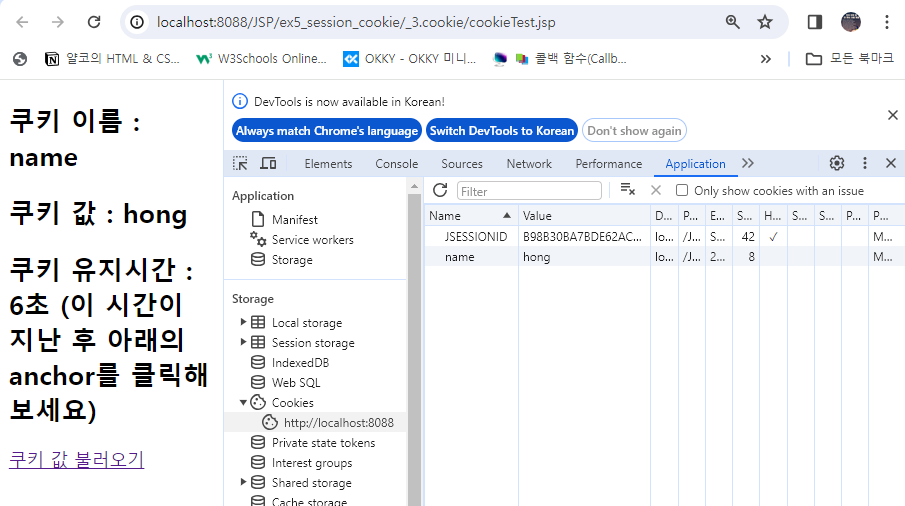 localhost:8088/JSP/ex5_session_cookie/_3.cookie/cookieTest.jsp
얄코의 HTML & CS...
W3Schools Online...
OKKY - OKKY 미니...
콜백 함수(Callb...
모든 북마크
쿠키 이름 :
name
쿠키 값 : hong
쿠키 유지시간 :
6초 (이 시간이
지난 후 아래의
anchor를 클릭해
보세요)
쿠키 값 불러오기
DevTools is now available in Korean!
Always match Chrome's language
Switch DevTools to Korean
Don't show again
Elements
Console
Sources
Network
Performance
Application
Application
Manifest
Service workers
Storage
Storage
Local storage
Session storage
IndexedDB
Web SQL
Cookies
http://localhost:8088
Private state tokens
Interest groups
Shared storage
Cache storage
Filter
Only show cookies with an issue
Name Value D... P... E... S... H... S... S... P... P...
JSESSIONID B98B30BA7BDE62AC... lo... /J... S... 42 ✓ M...
name hong lo... /J... 2... 8 M...